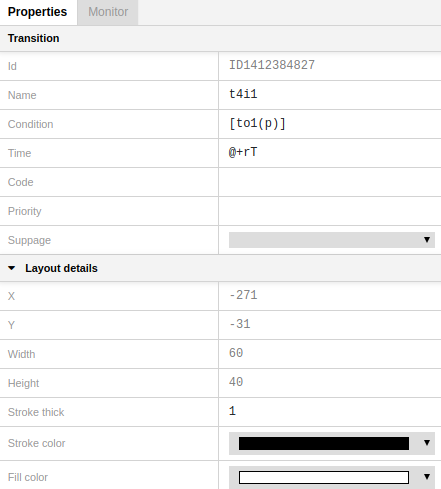 Properties Monitor
Transition
Id ID1412384827
Name t4i1
Condition [to1(p)]
Time @+rT
Code
Priority
Suppage
Layout details
X -271
Y -31
Width 60
Height 40
Stroke thick 1
Stroke color
Fill color